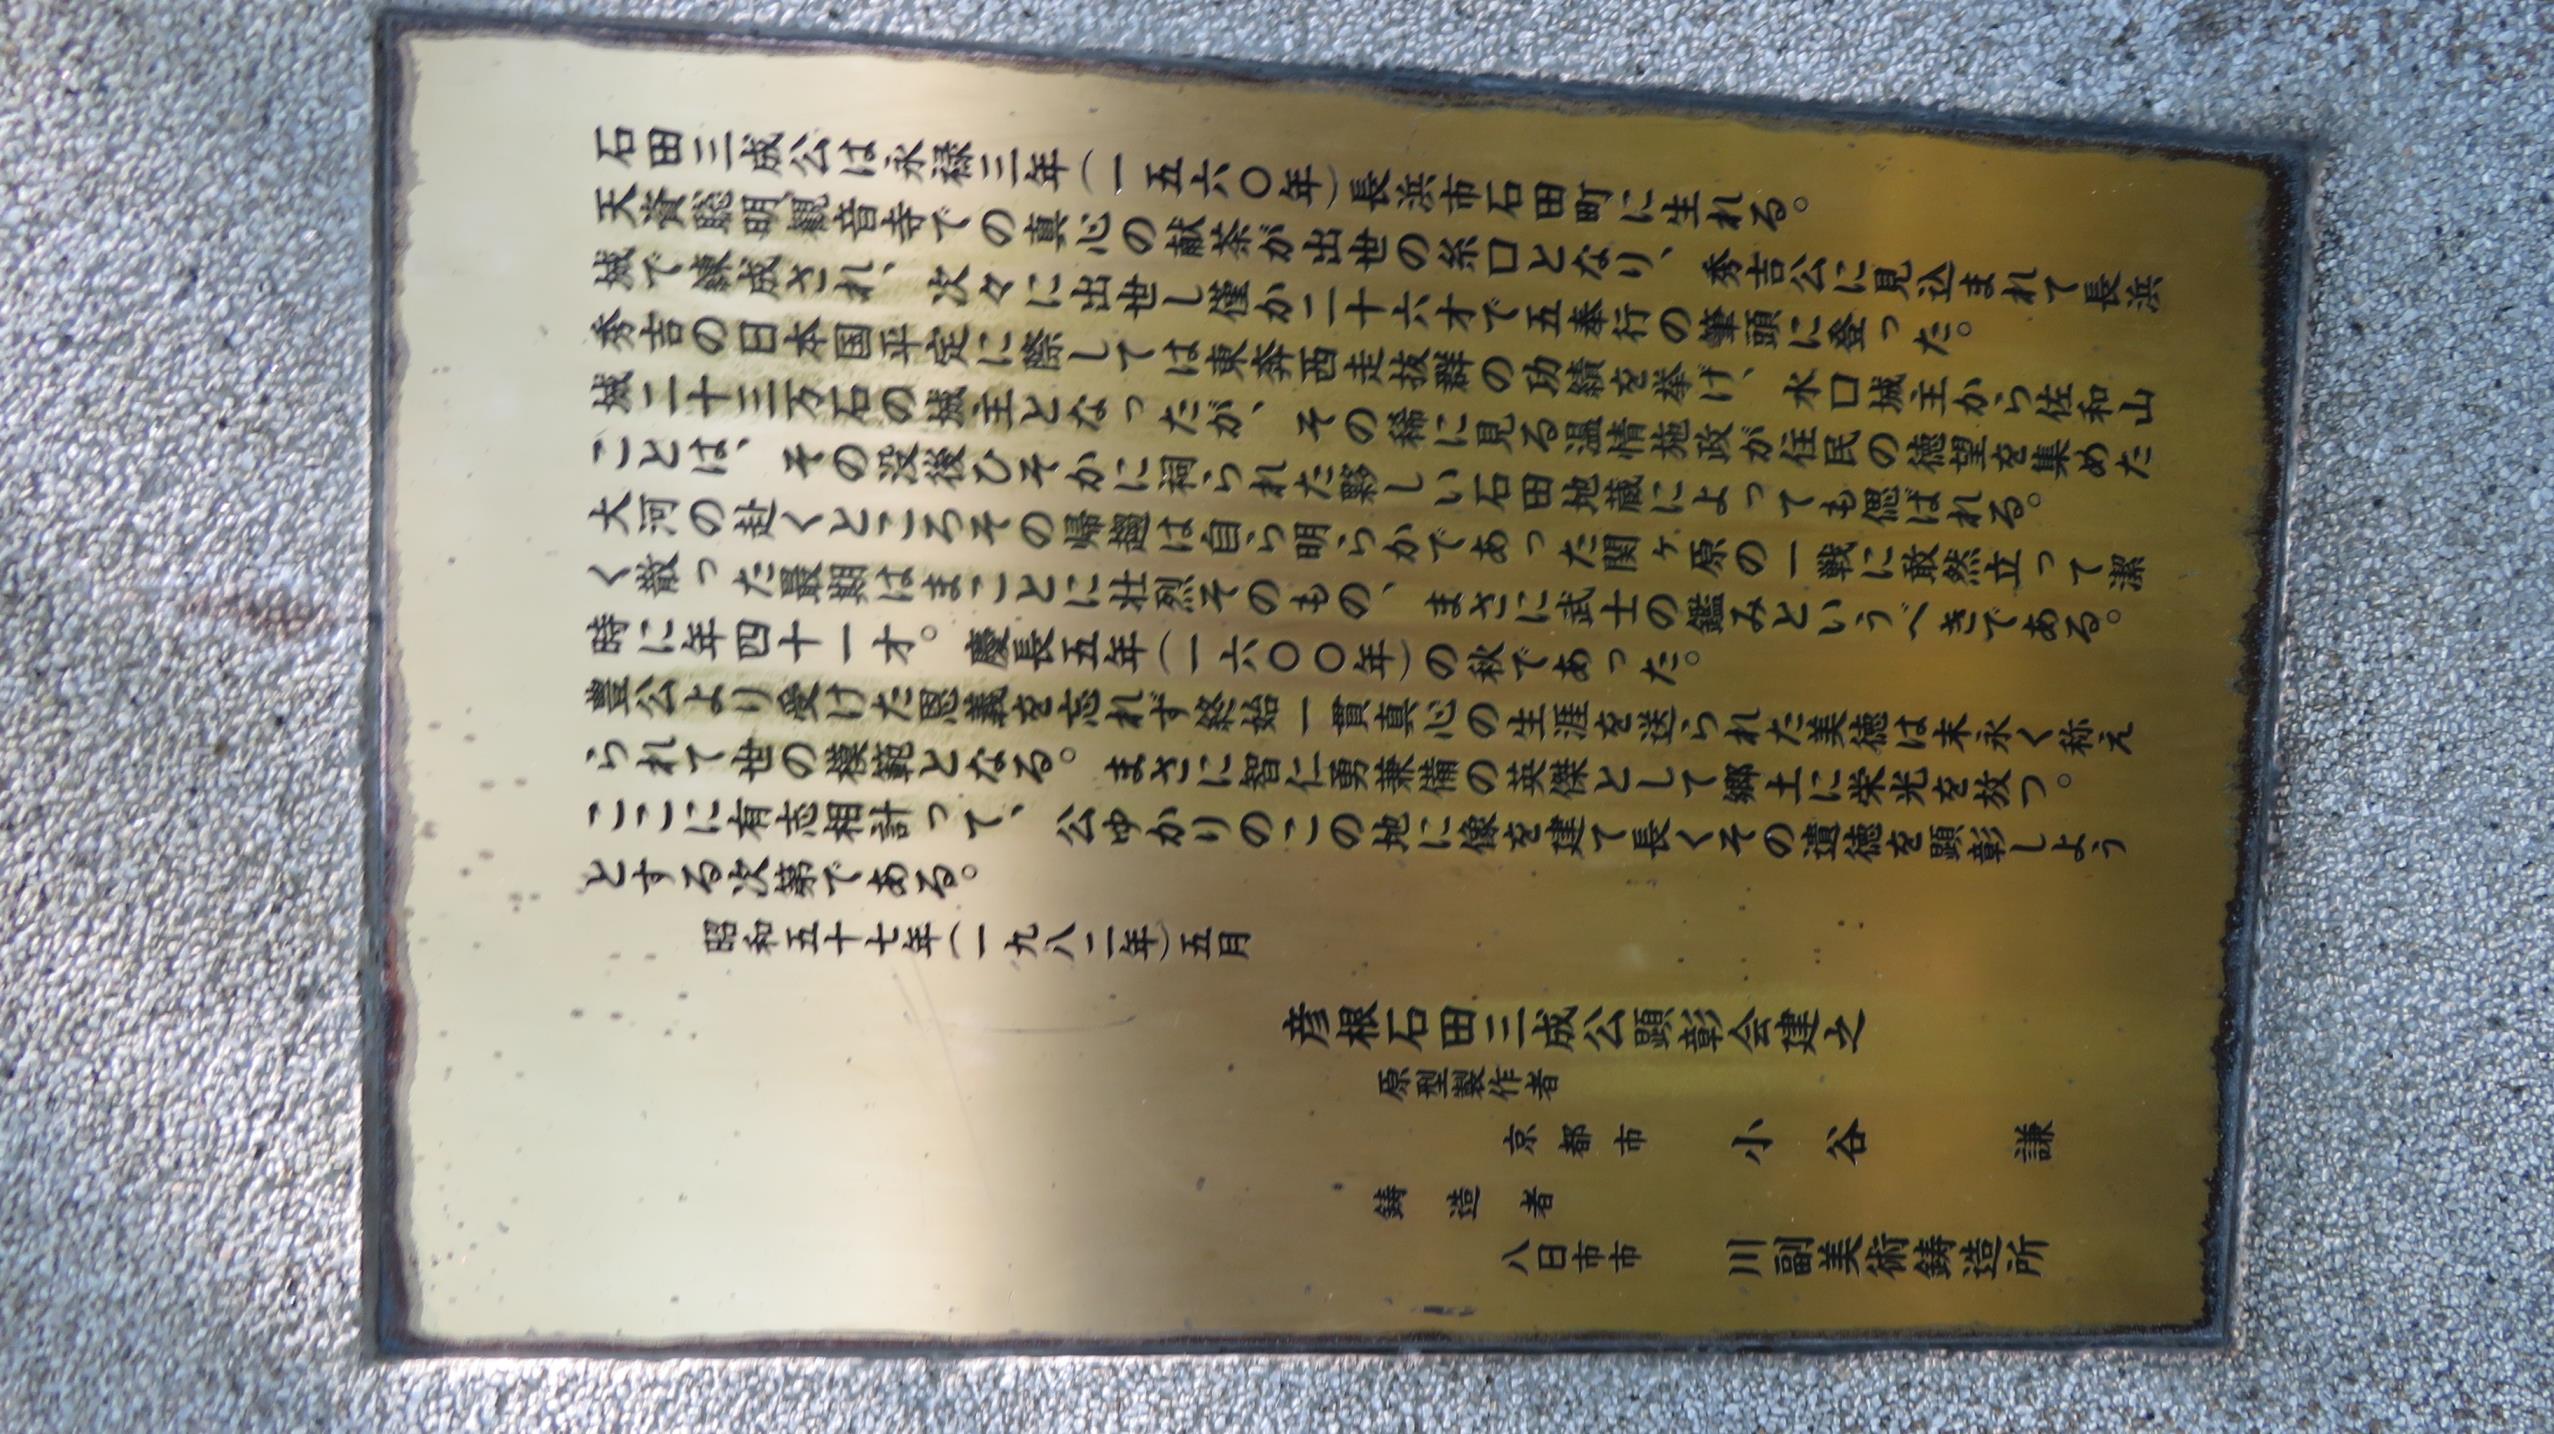 石田三成公は永禄三年(一五六〇年)長浜市石田町に生れる。
天資聡明観音寺での真心の献茶が出世の糸口となり、秀吉公に見込まれて長浜
城で錬成され、次々に出世し僅か二十六才で五奉行の筆頭に登った。
秀吉の日本国平定に際しては東奔西走抜群の功績を挙げ、水口城主から佐和山
城二十三万石の城主となったが、その稀に見る温情施政が住民の徳望を集めた
ことは、その没後ひそかに祠られた夥しい石田地蔵によっても偲ばれる。
大河の赴くところその帰趨は自ら明らかであった関ヶ原の一戦に敢然立って潔
く散った最期はまことに壮烈そのもの、まさに武士の鑑みというべきである。
時に年四十一才。慶長五年(一六〇〇年)の秋であった。
豊公より受けた恩義を忘れず終始一貫真心の生涯を送られた美徳は末永く称え
られて世の模範となる。まさに智仁勇兼備の英傑として郷土に栄光を放つ。
ここに有志相計って、公ゆかりのこの地に像を建て長くその遺徳を顕彰しよう
とする次第である。
昭和五十七年(一九八二年)五月
彦根石田三成公顕彰会建之
原型製作者
京都市 小谷 謙
鋳造者
八日市市 川副美術鋳造所